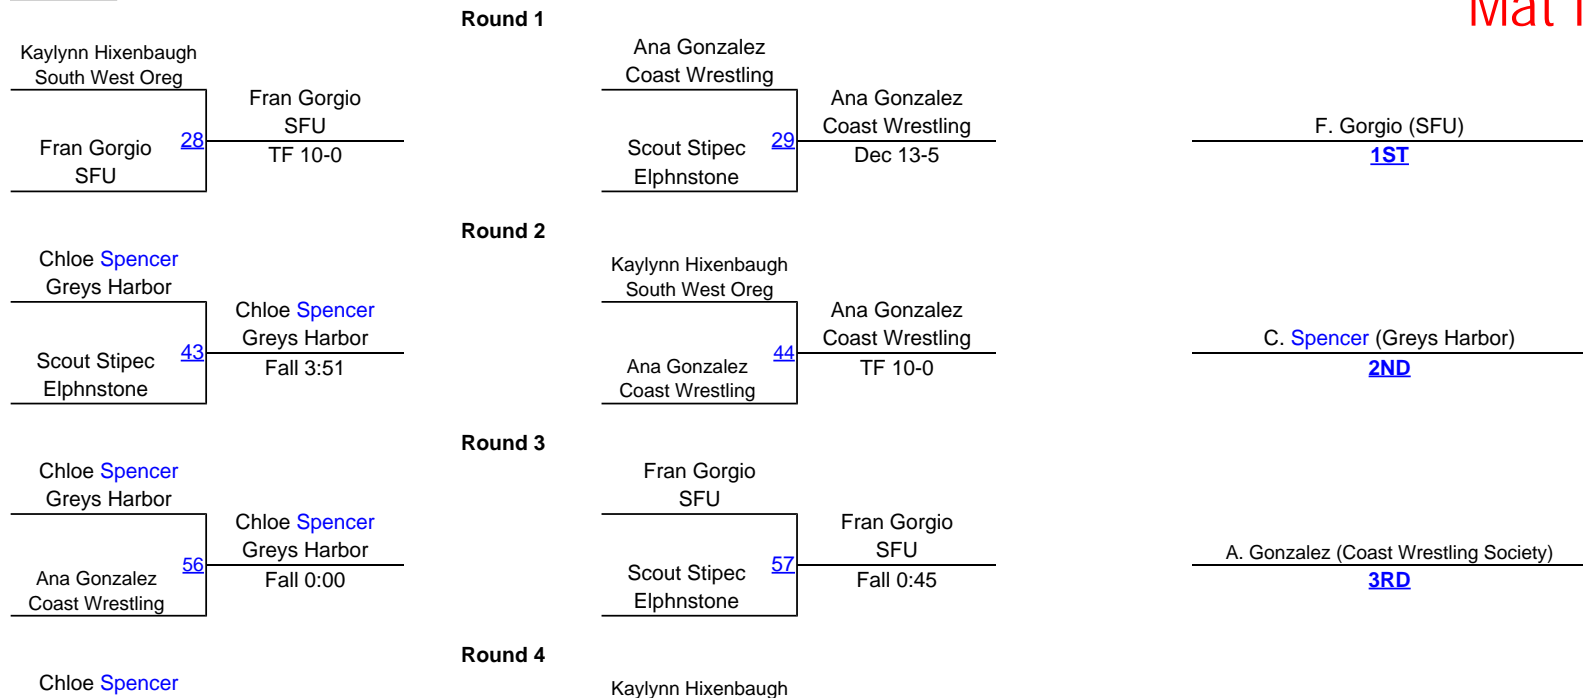 Mat
Round 1
Kaylynn Hixenbaugh
South West Oreg
Fran Gorgio
SFU
28
Fran Gorgio
SFU
TF 10-0
Ana Gonzalez
Coast Wrestling
Scout Stipec
Elphnstone
29
Ana Gonzalez
Coast Wrestling
Dec 13-5
F. Gorgio (SFU)
1ST
Round 2
Chloe Spencer
Greys Harbor
Scout Stipec
Elphnstone
43
Chloe Spencer
Greys Harbor
Fall 3:51
Kaylynn Hixenbaugh
South West Oreg
Ana Gonzalez
Coast Wrestling
44
Ana Gonzalez
Coast Wrestling
TF 10-0
C. Spencer (Greys Harbor)
2ND
Round 3
Chloe Spencer
Greys Harbor
Ana Gonzalez
Coast Wrestling
56
Chloe Spencer
Greys Harbor
Fall 0:00
Fran Gorgio
SFU
Scout Stipec
Elphnstone
57
Fran Gorgio
SFU
Fall 0:45
A. Gonzalez (Coast Wrestling Society)
3RD
Round 4
Chloe Spencer
Kaylynn Hixenbaugh